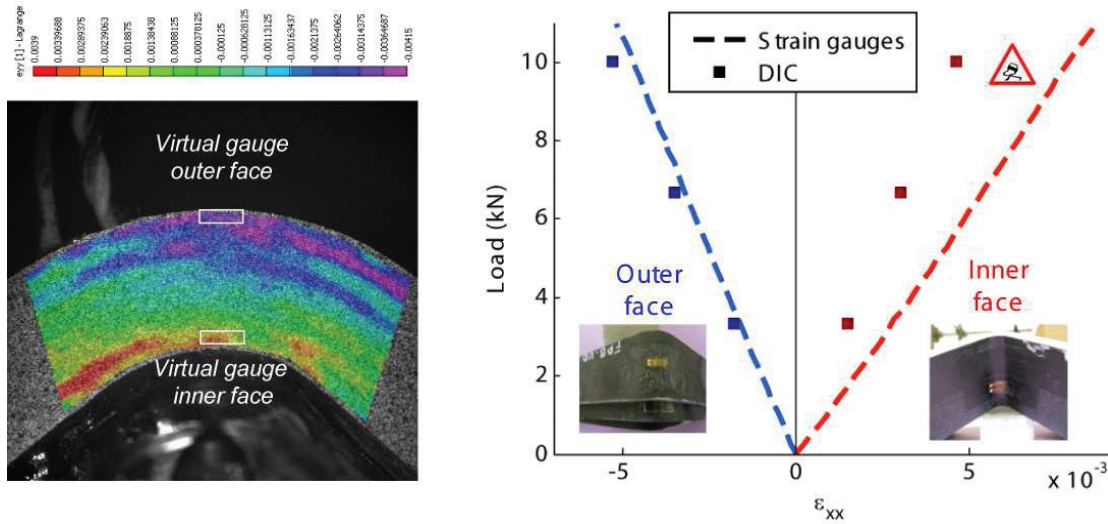 eyy [1] - Lagrange
0.0039
0.00339688
0.00289375
0.00239063
0.0018875
0.00138438
0.00088125
0.000378125
-0.000125
-0.000628125
-0.00113125
-0.00163437
-0.0021375
-0.00264062
-0.00314375
-0.00364687
-0.00415
Virtual gauge
outer face
Virtual gauge
inner face
Strain gauges
DIC
Load (kN)
10
8
6
4
2
0
Outer
face
Inner
face
-5
0
5
x 10⁻³
εxx